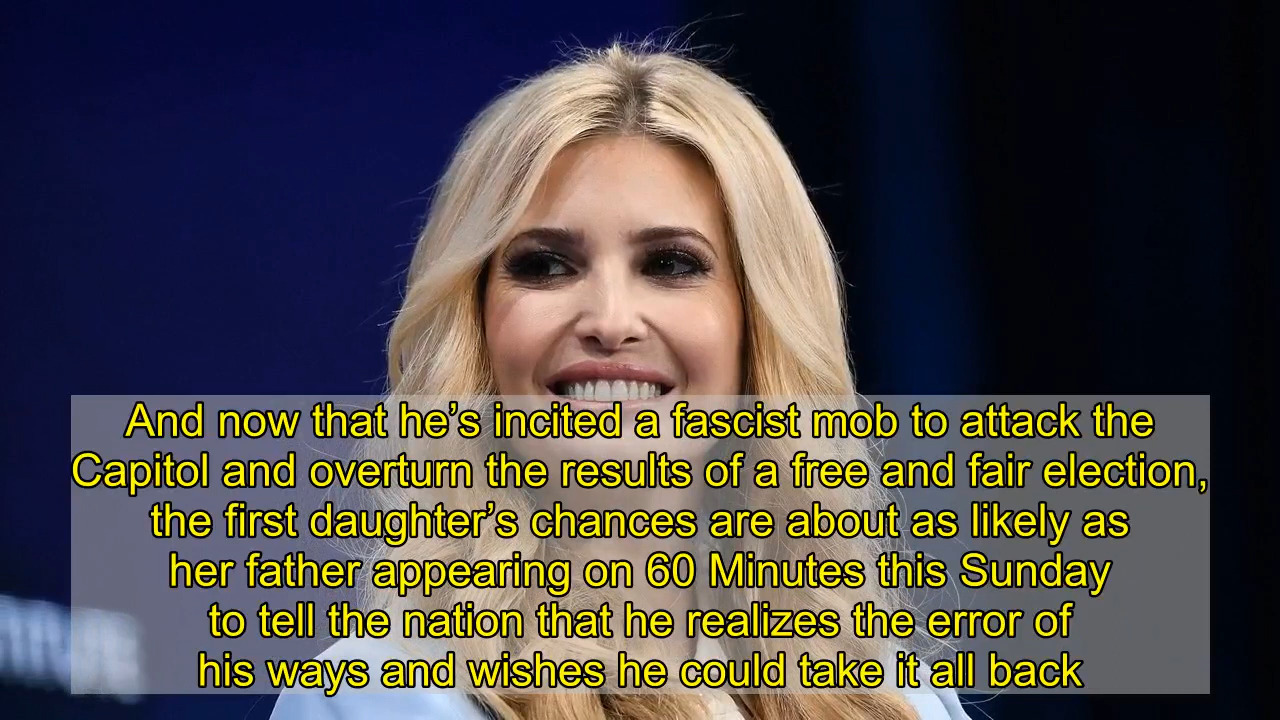 And now that he’s incited a fascist mob to attack the
Capitol and overturn the results of a free and fair election,
the first daughter’s chances are about as likely as
her father appearing on 60 Minutes this Sunday
to tell the nation that he realizes the error of
his ways and wishes he could take it all back